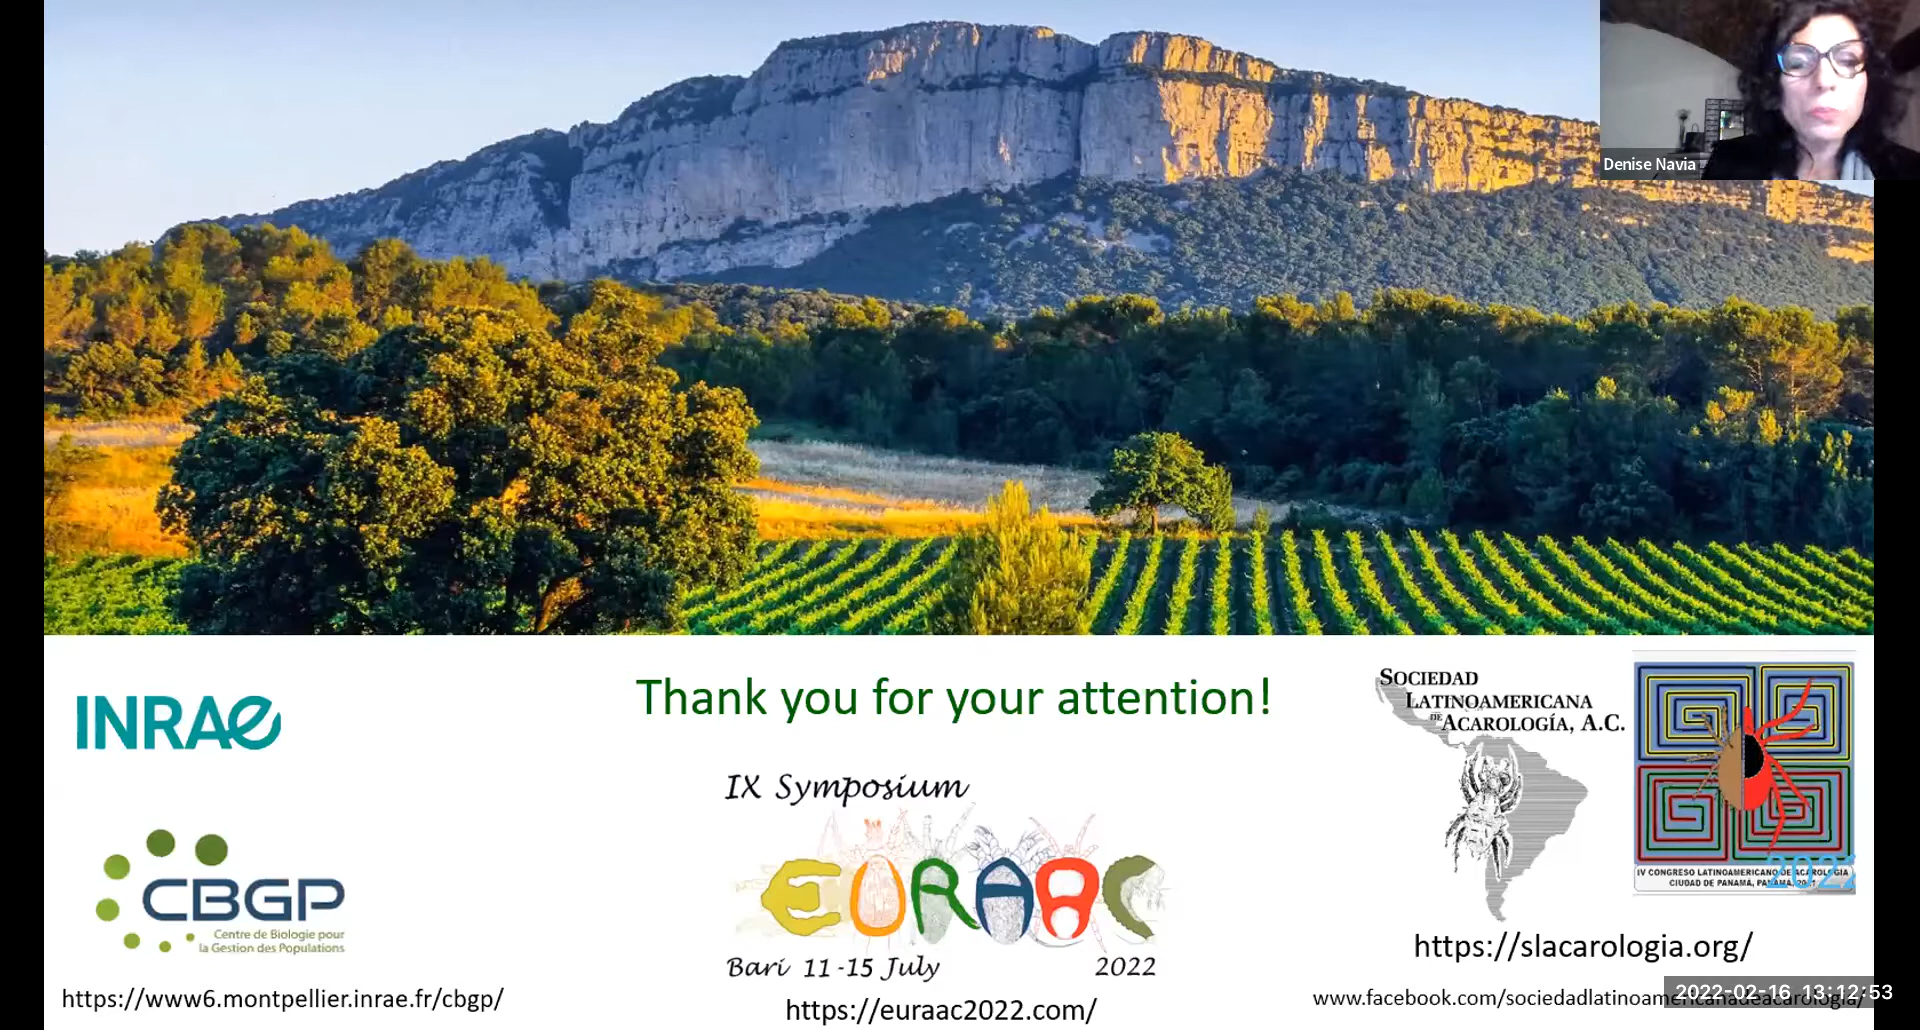 Denise Navia
INRAE
Thank you for your attention!
SOCIEDAD
LATINOAMERICANA
DE ACAROLOGÍA, A.C.
IX Symposium
EURAAC
Bari 11-15 July 2022
CBGP
Centre de Biologie pour
la Gestion des Populations
2022
IV CONGRESO LATINOAMERICANO DE ACAROLOGIA
CIUDAD DE PANAMA, PANAMA,
https://slacarologia.org/
https://www6.montpellier.inrae.fr/cbgp/
https://euraac2022.com/
www.facebook.com/sociedadlatinoamericanadeacarologia/
2022-02-16 13:12:53